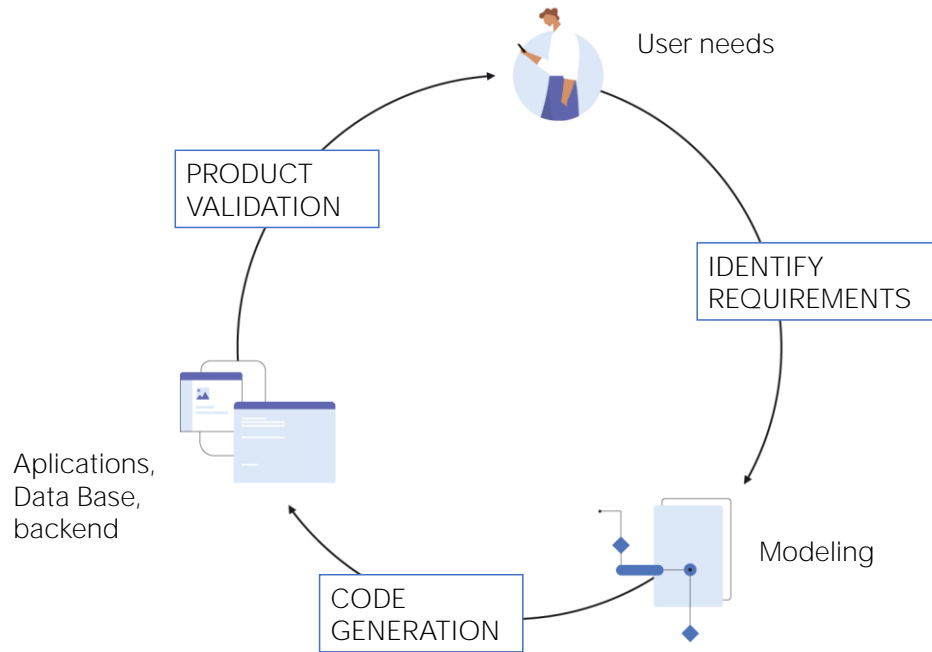 User needs
PRODUCT
VALIDATION
IDENTIFY
REQUIREMENTS
Aplications,
Data Base,
backend
Modeling
CODE
GENERATION